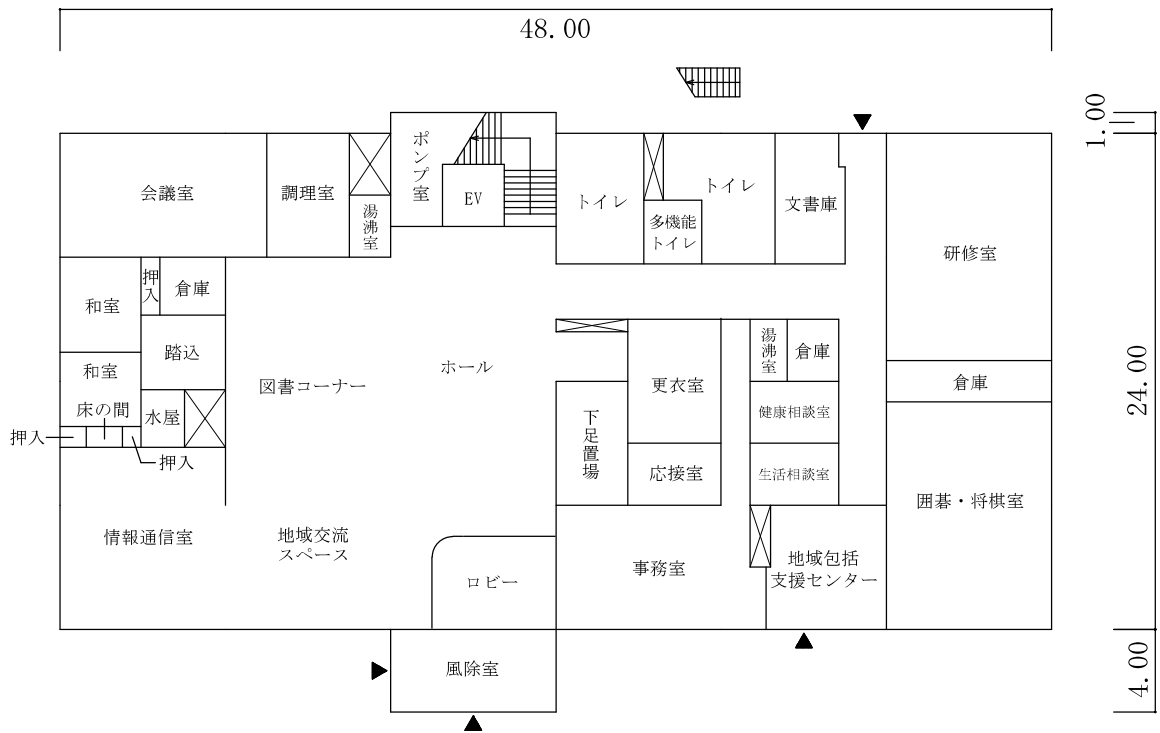 48.00
1.00
ポンプ室
EV
会議室
調理室
湯沸室
トイレ
多機能
トイレ
トイレ
文書庫
研修室
和室
押入
倉庫
踏込
和室
床の間
水屋
押入
押入
図書コーナー
ホール
更衣室
湯沸室
倉庫
健康相談室
倉庫
24.00
下足置場
応接室
生活相談室
囲碁・将棋室
情報通信室
地域交流
スペース
ロビー
事務室
地域包括
支援センター
風除室
4.00